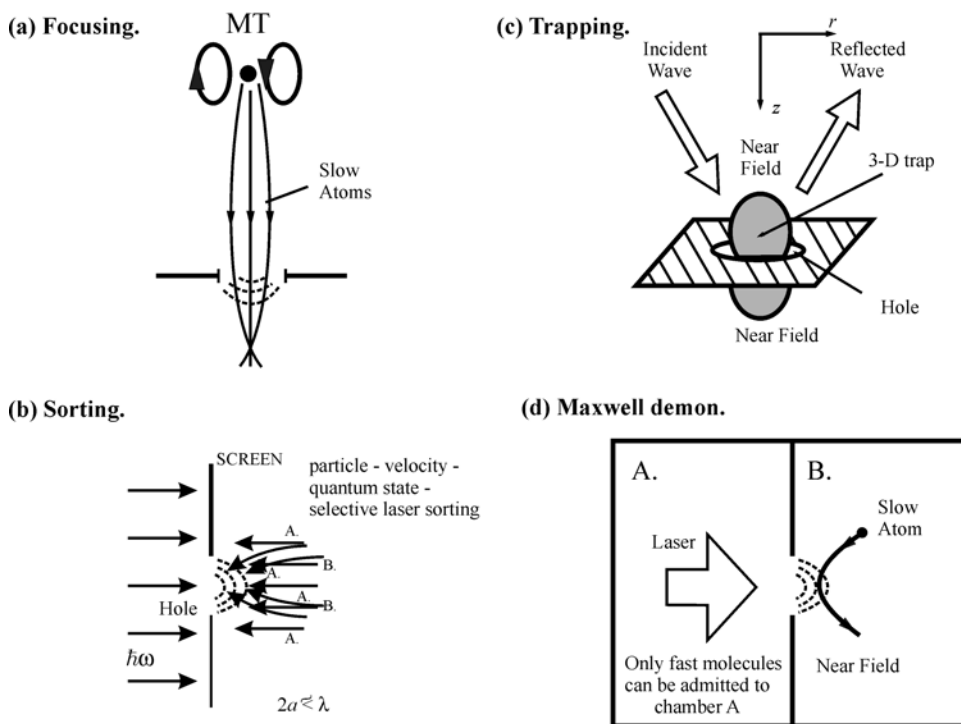 (a) Focusing.
MT
Slow
Atoms
(c) Trapping.
r
Incident
Wave
Reflected
Wave
z
Near
Field
3-D trap
Hole
Near Field
(b) Sorting.
SCREEN
particle - velocity -
quantum state -
selective laser sorting
A.
B.
A.
A.
B.
A.
Hole
ℏω
2a ≲ λ
(d) Maxwell demon.
A.
B.
Slow
Atom
Laser
Only fast molecules
can be admitted to
chamber A
Near Field